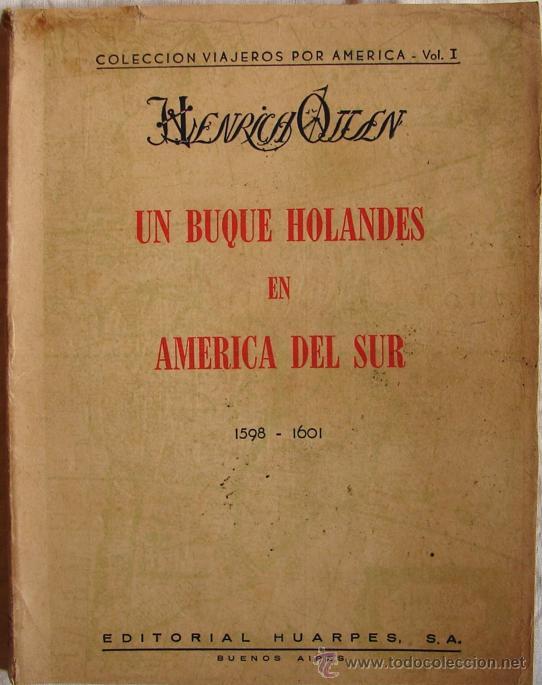 COLECCION VIAJEROS POR AMERICA - Vol. I
HENRICH OTTSEN
UN BUQUE HOLANDES
EN
AMERICA DEL SUR
1598 - 1601
EDITORIAL HUARPES, S.A.
BUENOS AIRES
www.todocoleccion.net